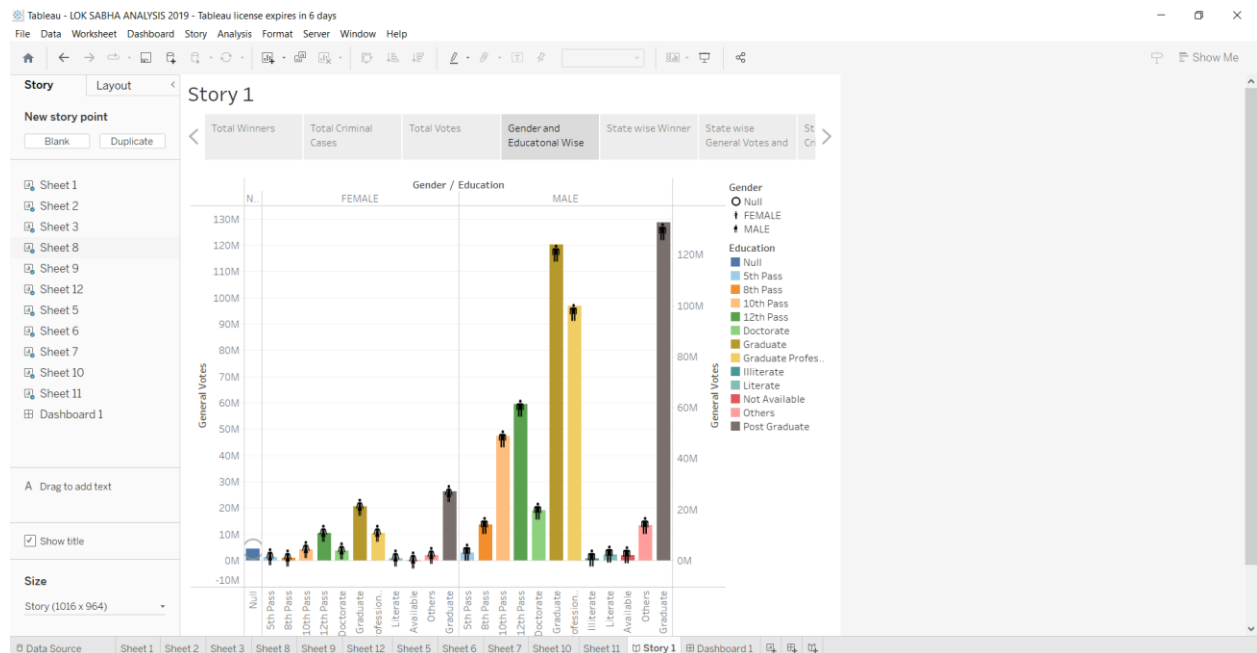 Tableau - LOK SABHA ANALYSIS 2019 - Tableau license expires in 6 days
File Data Worksheet Dashboard Story Analysis Format Server Window Help
Show Me
Story Layout
New story point
Blank Duplicate
Sheet 1
Sheet 2
Sheet 3
Sheet 8
Sheet 9
Sheet 12
Sheet 5
Sheet 6
Sheet 7
Sheet 10
Sheet 11
Dashboard 1
A Drag to add text
Show title
Size
Story (1016 x 964)
Story 1
Total Winners
Total Criminal
Cases
Total Votes
Gender and
Educatonal Wise
State wise Winner
State wise
General Votes and
St
Cri
Gender / Education
N.. FEMALE MALE
130M
120M
110M
100M
90M
80M
70M
60M
50M
40M
30M
20M
10M
0M
-10M
General Votes
120M
100M
80M
60M
40M
20M
0M
General Votes
Null
5th Pass
8th Pass
10th Pass
12th Pass
Doctorate
Graduate
ofession..
Literate
Available
Others
Graduate
5th Pass
8th Pass
10th Pass
12th Pass
Doctorate
Graduate
ofession..
Illiterate
Literate
Available
Others
Graduate
Gender
Null
FEMALE
MALE
Education
Null
5th Pass
8th Pass
10th Pass
12th Pass
Doctorate
Graduate
Graduate Profes..
Illiterate
Literate
Not Available
Others
Post Graduate
Data Source Sheet 1 Sheet 2 Sheet 3 Sheet 8 Sheet 9 Sheet 12 Sheet 5 Sheet 6 Sheet 7 Sheet 10 Sheet 11 Story 1 Dashboard 1